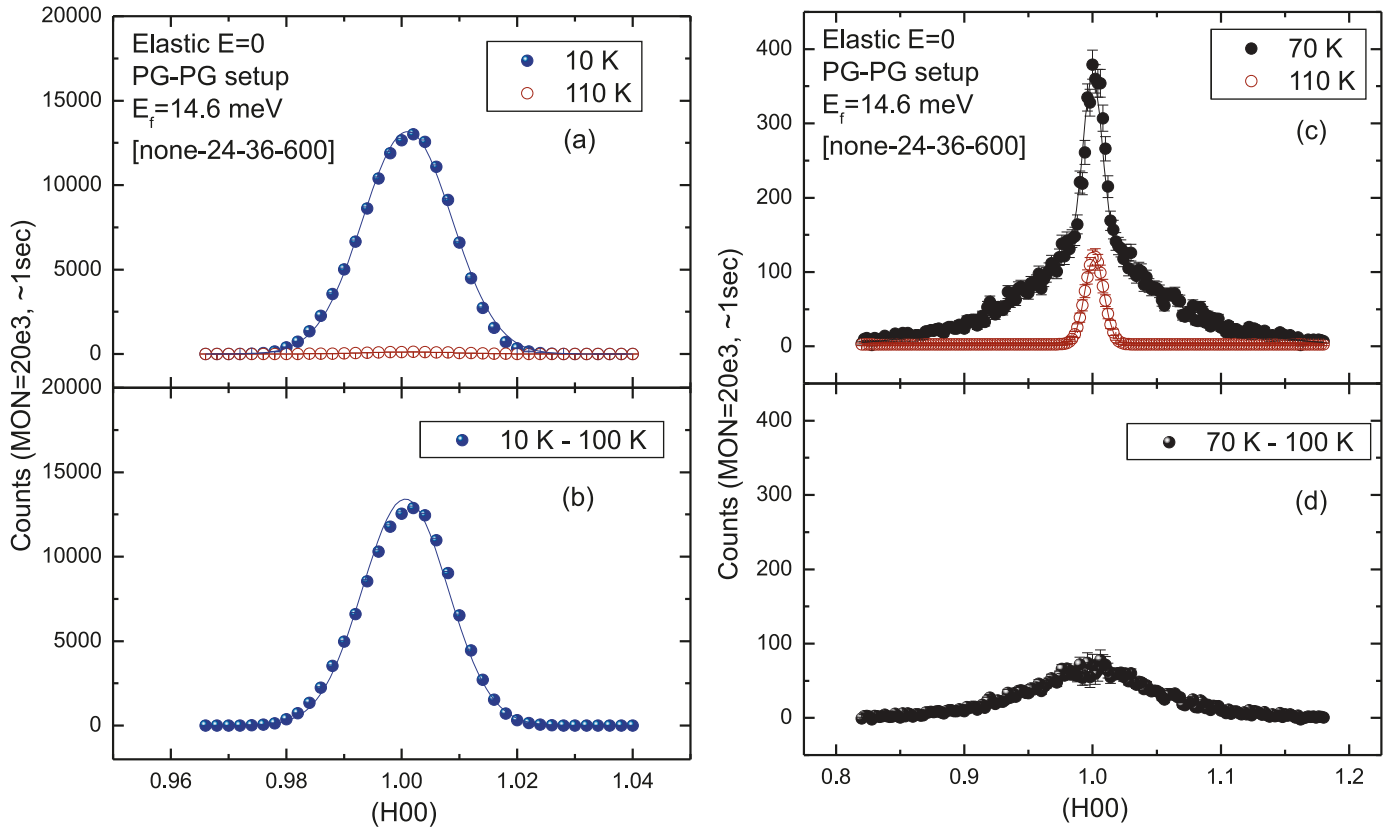 Counts (MON=20e3, ~1sec)
20000
15000
10000
5000
0
Elastic E=0
PG-PG setup
E_f=14.6 meV
[none-24-36-600]
10 K
110 K
(a)
20000
15000
10000
5000
0
10 K - 100 K
(b)
0.96
0.98
1.00
1.02
1.04
(H00)
Counts (MON=20e3, ~1sec)
400
300
200
100
0
Elastic E=0
PG-PG setup
E_f=14.6 meV
[none-24-36-600]
70 K
110 K
(c)
400
300
200
100
0
70 K - 100 K
(d)
0.8
0.9
1.0
1.1
1.2
(H00)